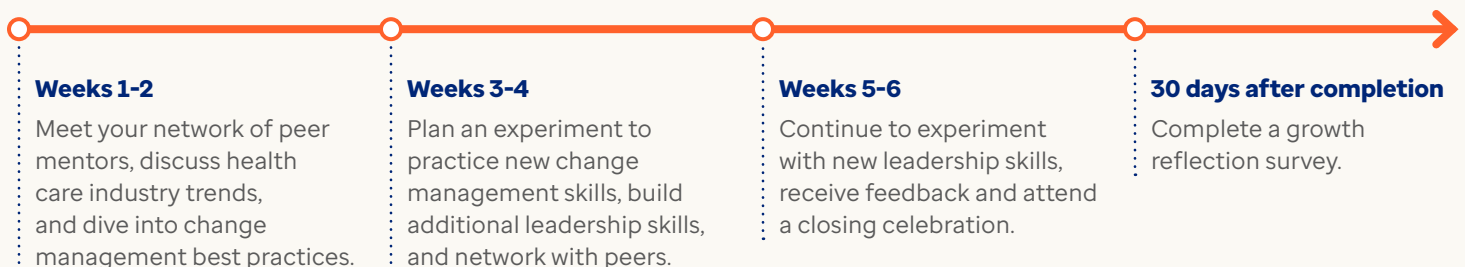 Weeks 1-2
Meet your network of peer
mentors, discuss health
care industry trends,
and dive into change
management best practices.
Weeks 3-4
Plan an experiment to
practice new change
management skills, build
additional leadership skills,
and network with peers.
Weeks 5-6
Continue to experiment
with new leadership skills,
receive feedback and attend
a closing celebration.
30 days after completion
Complete a growth
reflection survey.